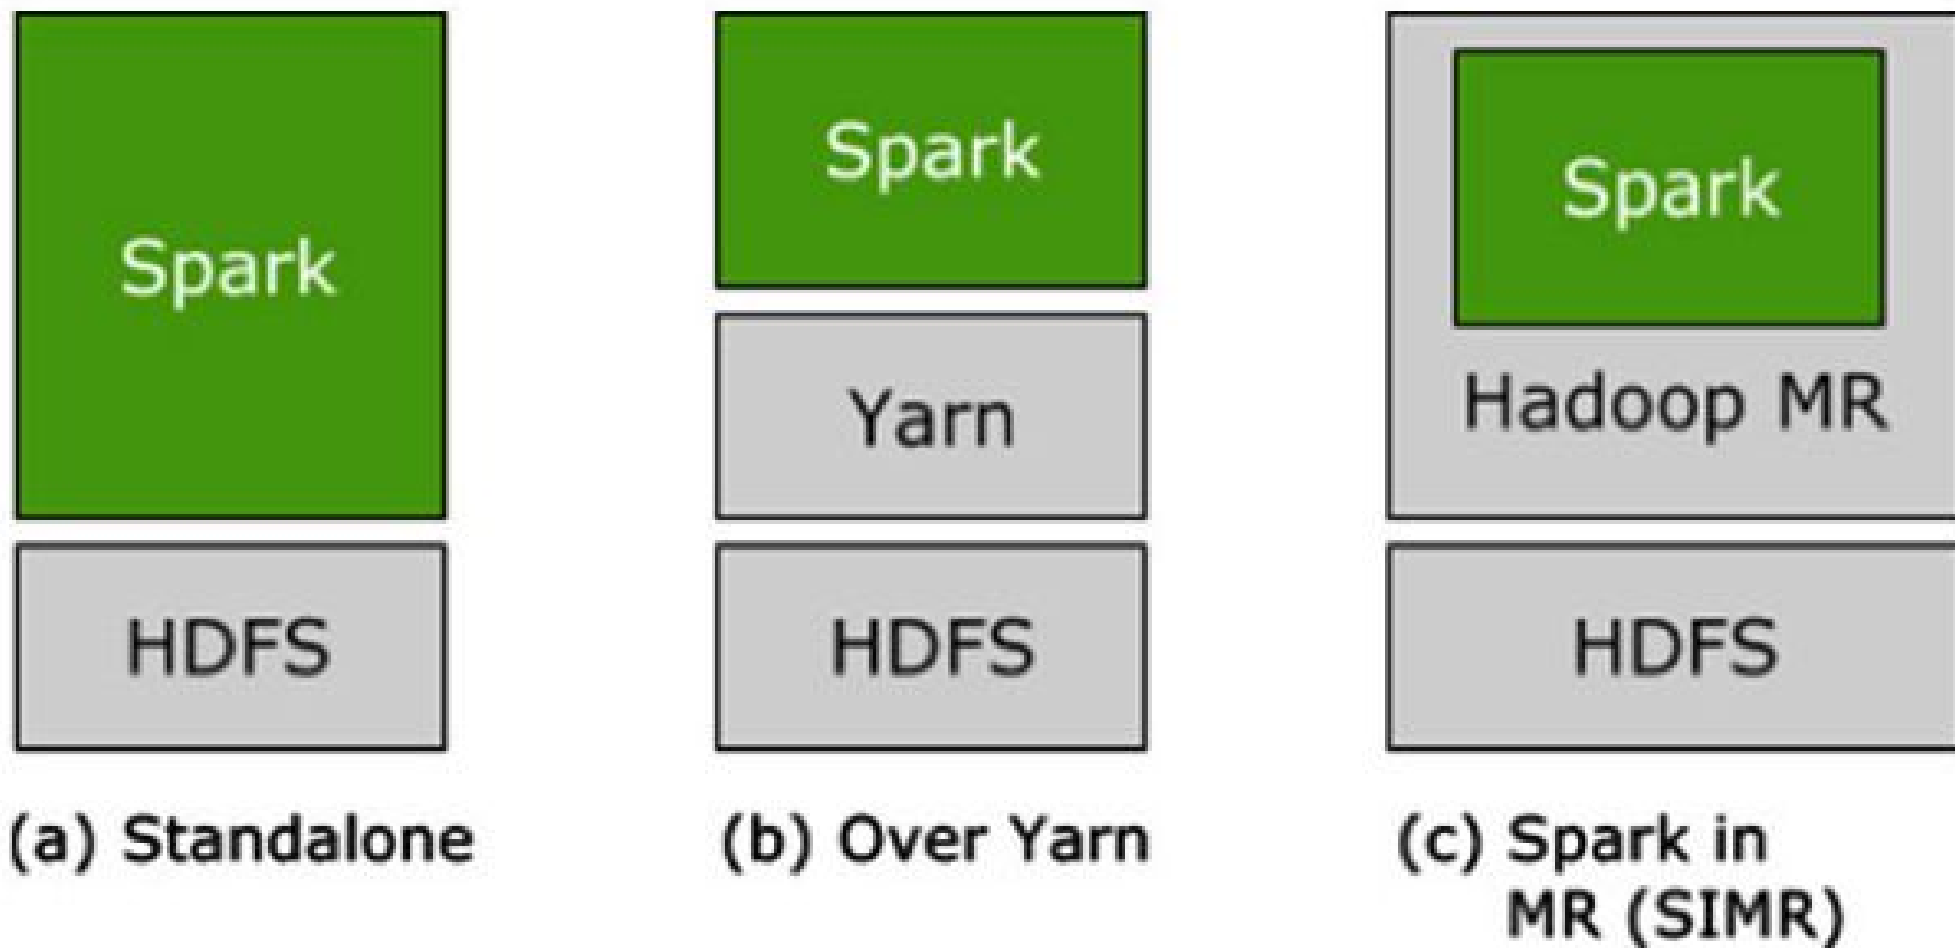 Spark
HDFS
(a) Standalone
Spark
Yarn
HDFS
(b) Over Yarn
Spark
Hadoop MR
HDFS
(c) Spark in
MR (SIMR)